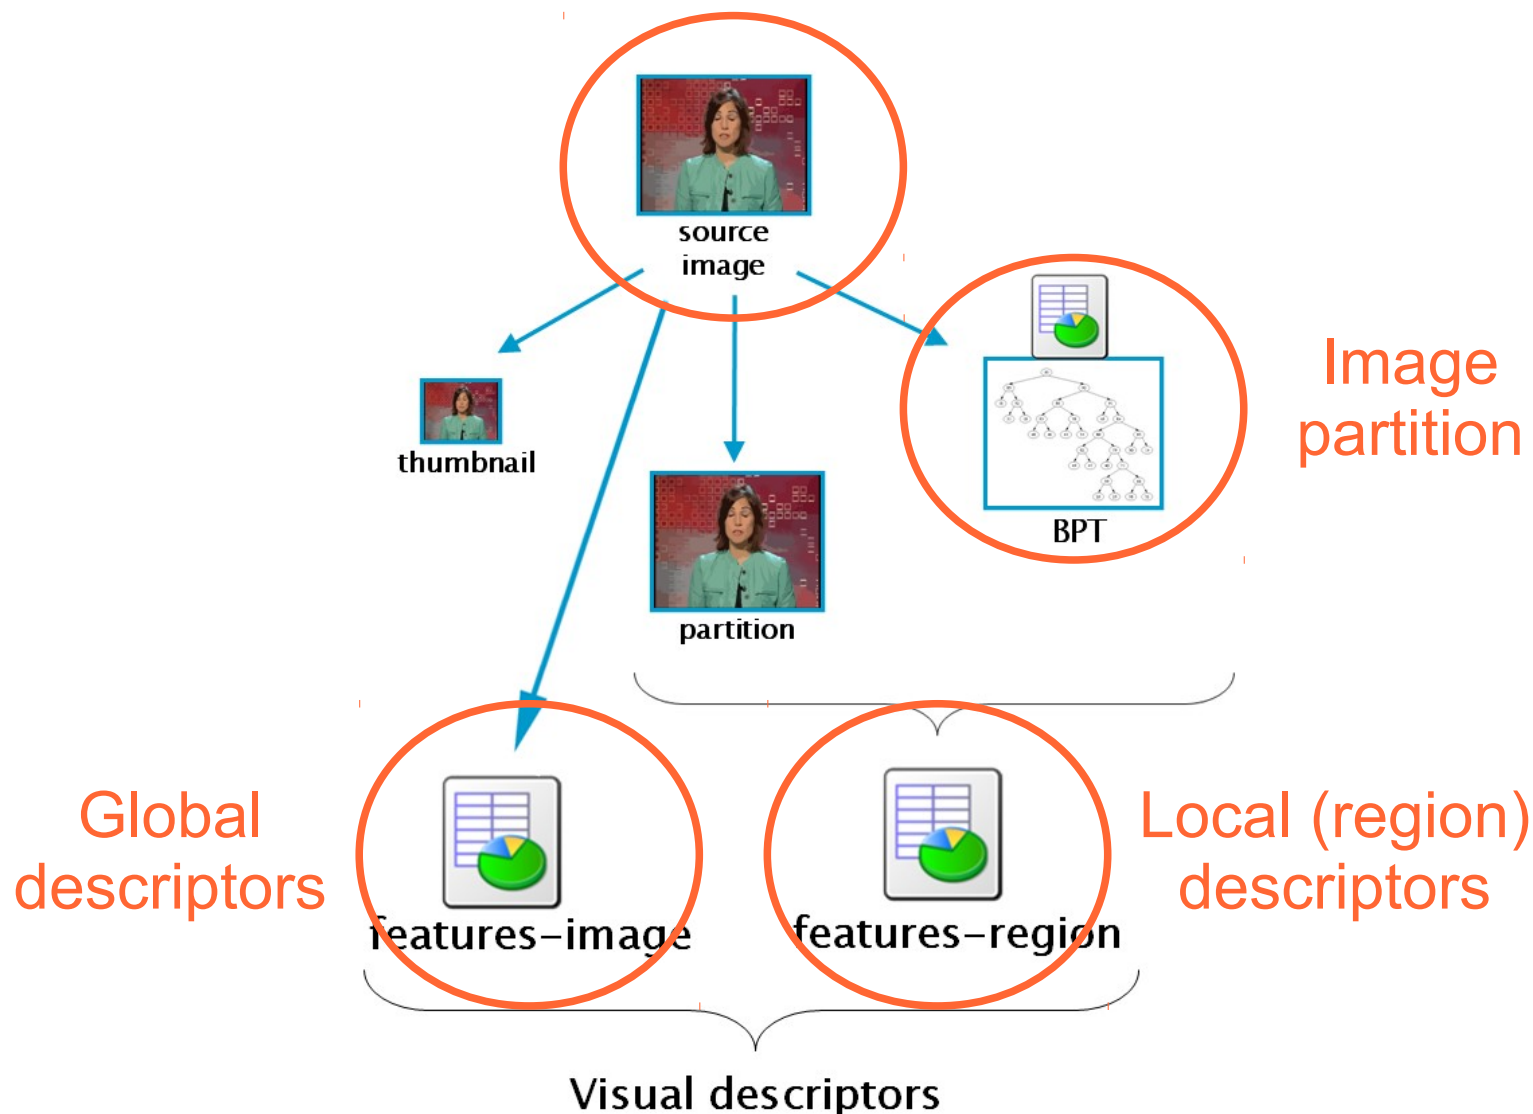 source
image
Image
partition
thumbnail
BPT
partition
Global
descriptors
Local (region)
descriptors
features-image
features-region
Visual descriptors